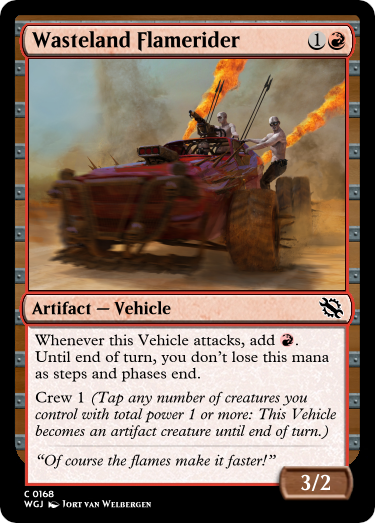 Wasteland Flamerider
1
Artifact — Vehicle
Whenever this Vehicle attacks, add .
Until end of turn, you don’t lose this mana
as steps and phases end.
Crew 1 (Tap any number of creatures you
control with total power 1 or more: This Vehicle
becomes an artifact creature until end of turn.)
“Of course the flames make it faster!”
3/2
C 0168
WGJ Jort van Welbergen